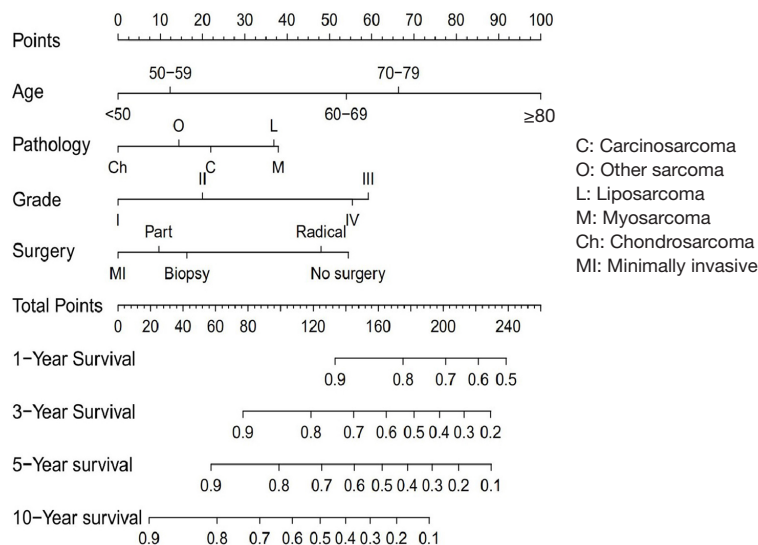 0 10 20 30 40 50 60 70 80 90 100
Points
50−59 70−79
Age
<50 60−69 ≥80
O L
Pathology
Ch C M
II III
Grade
I IV
Part Radical
Surgery
MI Biopsy No surgery
C: Carcinosarcoma
O: Other sarcoma
L: Liposarcoma
M: Myosarcoma
Ch: Chondrosarcoma
MI: Minimally invasive
Total Points
0 20 40 60 80 120 160 200 240
1−Year Survival
0.9 0.8 0.7 0.6 0.5
3−Year Survival
0.9 0.8 0.7 0.6 0.5 0.4 0.3 0.2
5−Year survival
0.9 0.8 0.7 0.6 0.5 0.4 0.3 0.2 0.1
10−Year survival
0.9 0.8 0.7 0.6 0.5 0.4 0.3 0.2 0.1